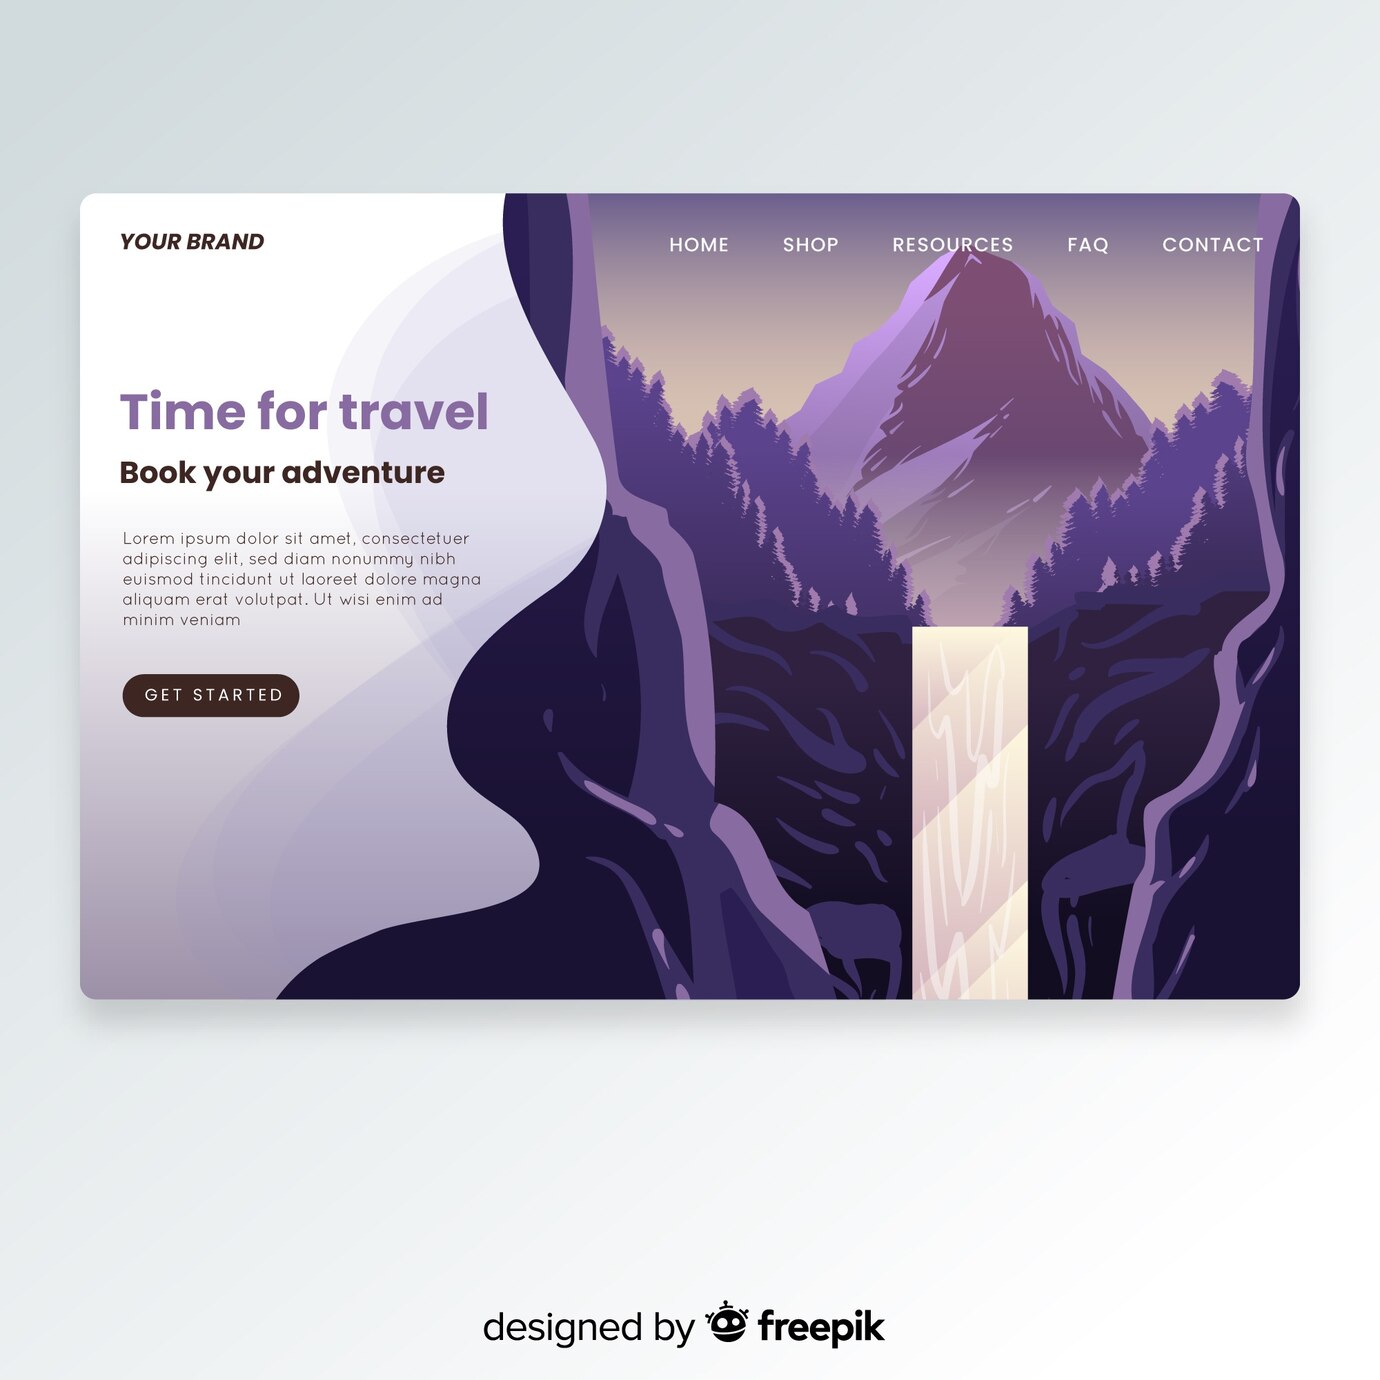 YOUR BRAND
HOME SHOP RESOURCES FAQ CONTACT
Time for travel
Book your adventure
Lorem ipsum dolor sit amet, consectetuer
adipiscing elit, sed diam nonummy nibh
euismod tincidunt ut laoreet dolore magna
aliquam erat volutpat. Ut wisi enim ad
minim veniam
GET STARTED
designed by freepik